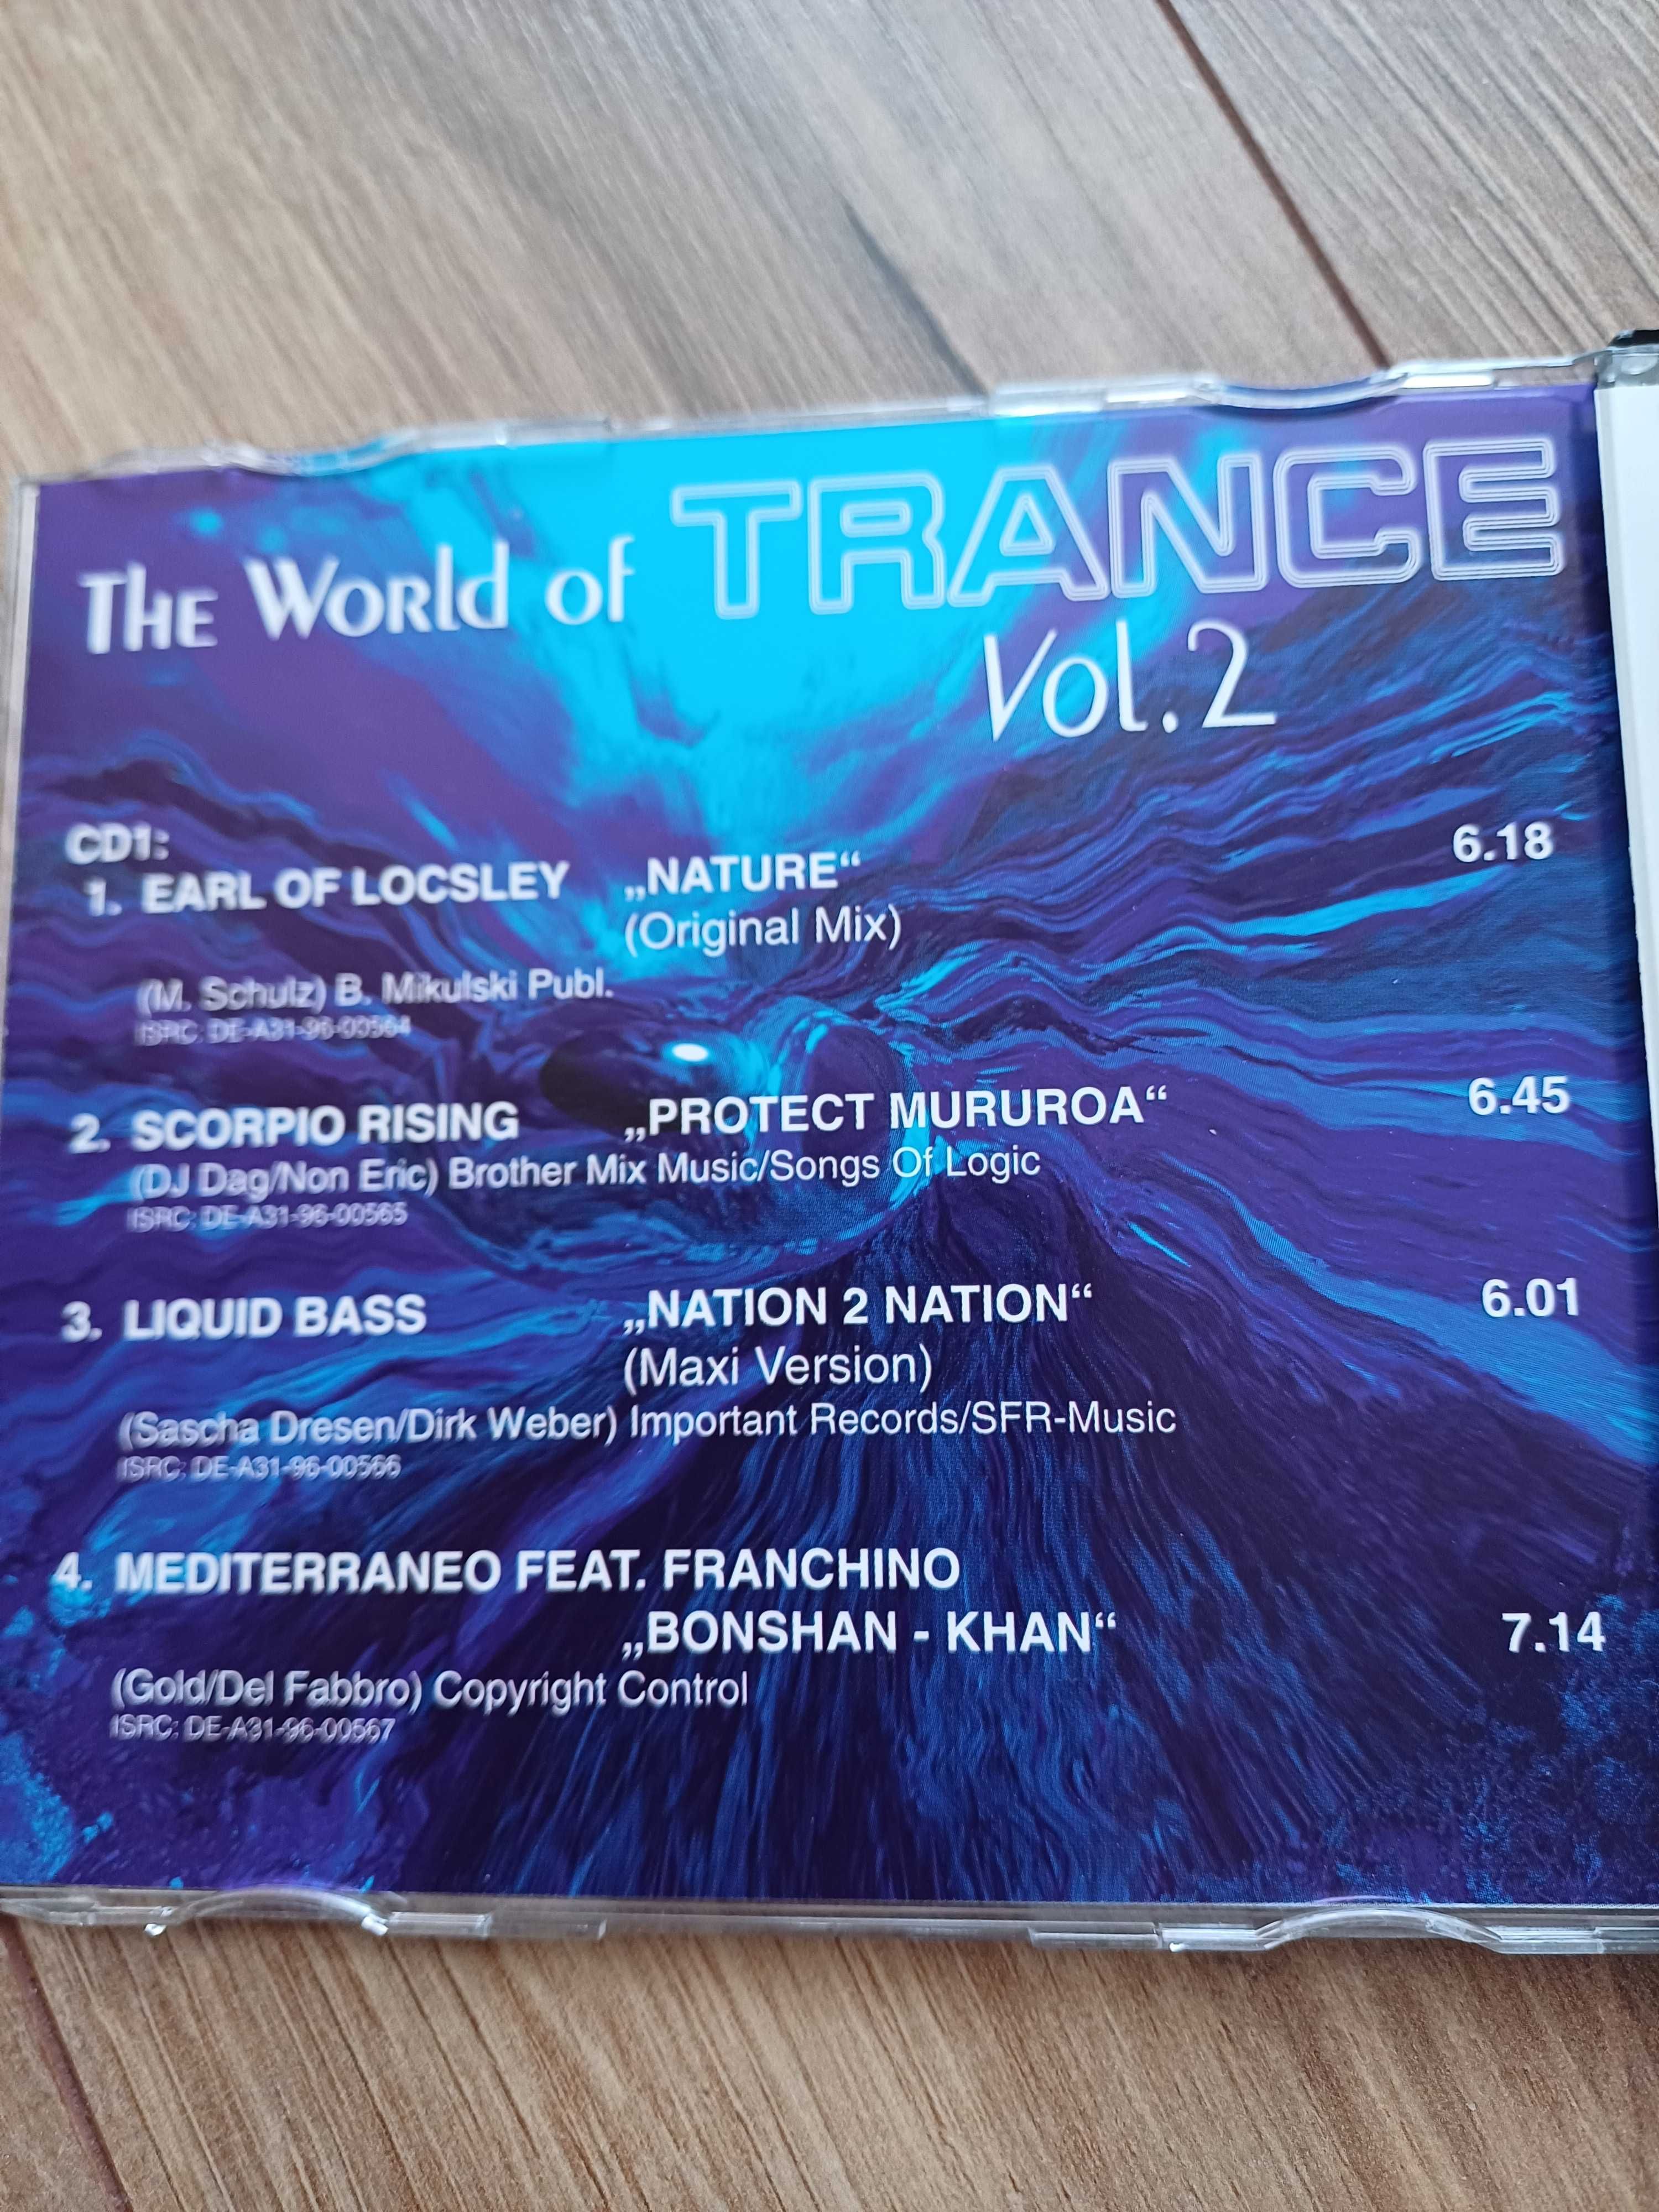 The World of TRANCE
Vol.2
CD1:
1. EARL OF LOCSLEY „NATURE“ 6.18
(Original Mix)
(M. Schulz) B. Mikulski Publ.
ISRC: DE-A31-96-00564
2. SCORPIO RISING „PROTECT MURUROA“ 6.45
(DJ Dag/Non Eric) Brother Mix Music/Songs Of Logic
ISRC: DE-A31-96-00565
3. LIQUID BASS „NATION 2 NATION“ 6.01
(Maxi Version)
(Sascha Dresen/Dirk Weber) Important Records/SFR-Music
ISRC: DE-A31-96-00566
4. MEDITERRANEO FEAT. FRANCHINO
„BONSHAN - KHAN“ 7.14
(Gold/Del Fabbro) Copyright Control
ISRC: DE-A31-96-00567